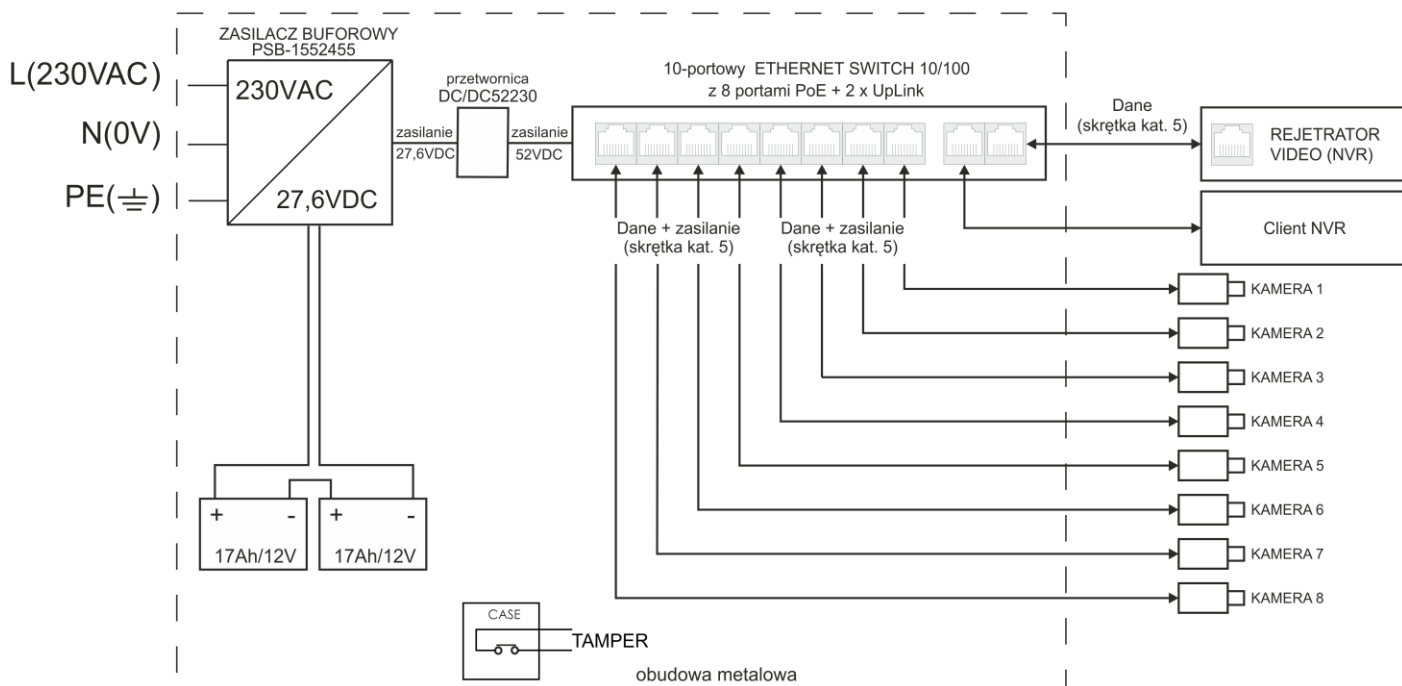 ZASILACZ BUFOROWY
PSB-1552455
L(230VAC)
N(0V)
PE(⏚)
230VAC
27,6VDC
zasilanie
27,6VDC
przetwornica
DC/DC52230
zasilanie
52VDC
10-portowy ETHERNET SWITCH 10/100
z 8 portami PoE + 2 x UpLink
Dane
(skrętka kat. 5)
REJETRATOR
VIDEO (NVR)
Client NVR
Dane + zasilanie
(skrętka kat. 5)
Dane + zasilanie
(skrętka kat. 5)
KAMERA 1
KAMERA 2
KAMERA 3
KAMERA 4
KAMERA 5
KAMERA 6
KAMERA 7
KAMERA 8
+ -
17Ah/12V
+ -
17Ah/12V
CASE
TAMPER
obudowa metalowa